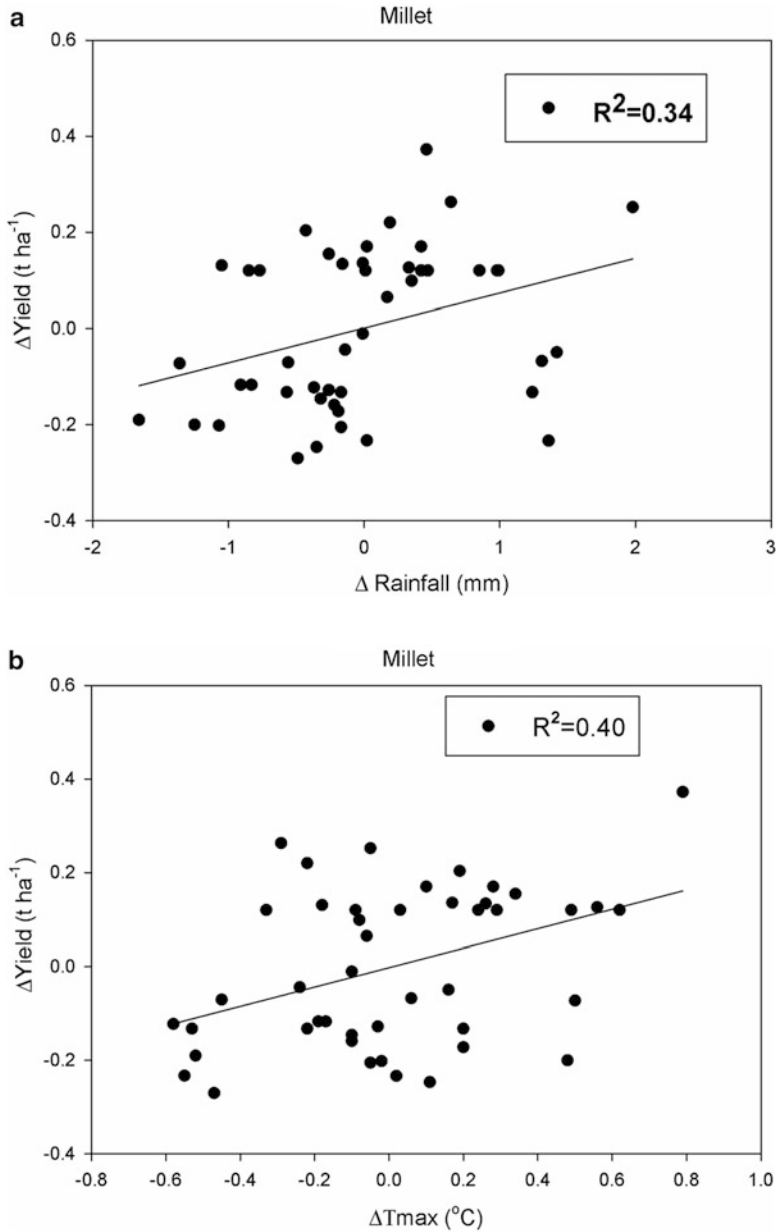 a
Millet
0.6
0.4
0.2
0.0
-0.2
-0.4
ΔYield (t ha⁻¹)
R²=0.34
-2 -1 0 1 2 3
Δ Rainfall (mm)
b
Millet
0.6
0.4
0.2
0.0
-0.2
-0.4
ΔYield (t ha⁻¹)
R²=0.40
-0.8 -0.6 -0.4 -0.2 0.0 0.2 0.4 0.6 0.8 1.0
ΔTmax (°C)